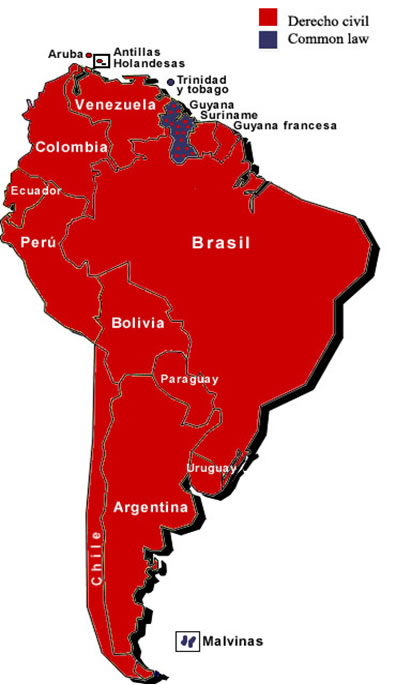 Derecho civil
Common law
Aruba
Antillas
Holandesas
Trinidad
y tobago
Venezuela
Guyana
Suriname
Guyana francesa
Colombia
Ecuador
Perú
Brasil
Bolivia
Paraguay
Uruguay
Argentina
Chile
Malvinas